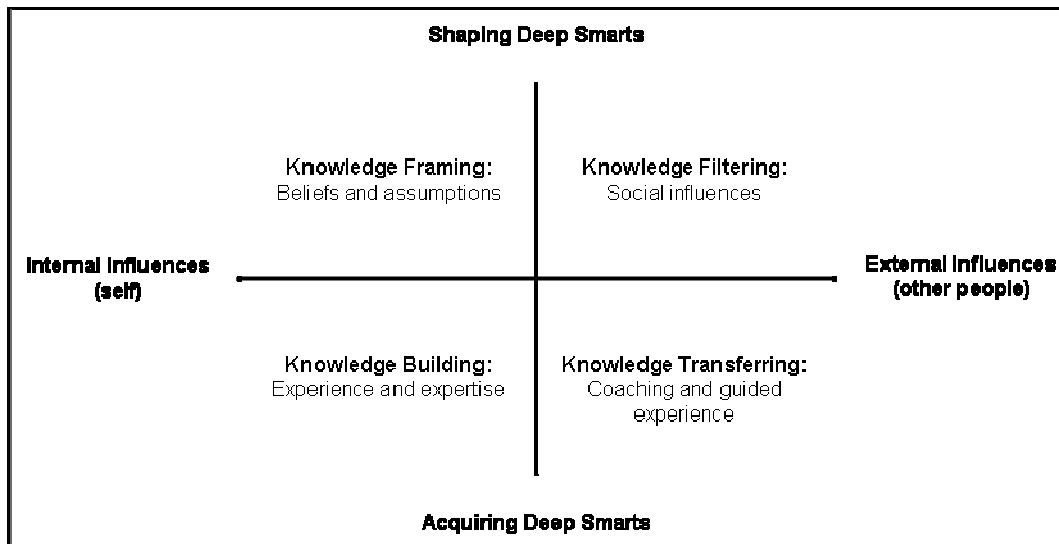 Shaping Deep Smarts
Knowledge Framing:
Beliefs and assumptions
Knowledge Filtering:
Social influences
Internal Influences
(self)
External Influences
(other people)
Knowledge Building:
Experience and expertise
Knowledge Transferring:
Coaching and guided
experience
Acquiring Deep Smarts